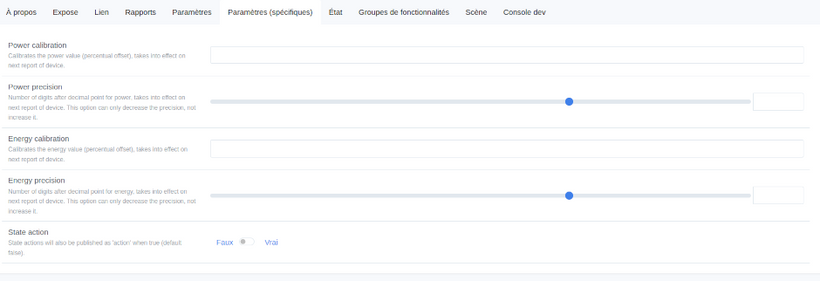 À propos Expose Lien Rapports Paramètres Paramètres (spécifiques) État Groupes de fonctionnalités Scène Console dev
Power calibration
Calibrates the power value (percentual offset), takes into effect on
next report of device.
Power precision
Number of digits after decimal point for power, takes into effect on
next report of device. This option can only decrease the precision, not
increase it.
Energy calibration
Calibrates the energy value (percentual offset), takes into effect on
next report of device.
Energy precision
Number of digits after decimal point for energy, takes into effect on
next report of device. This option can only decrease the precision, not
increase it.
State action
State actions will also be published as 'action' when true (default
false).
Faux Vrai